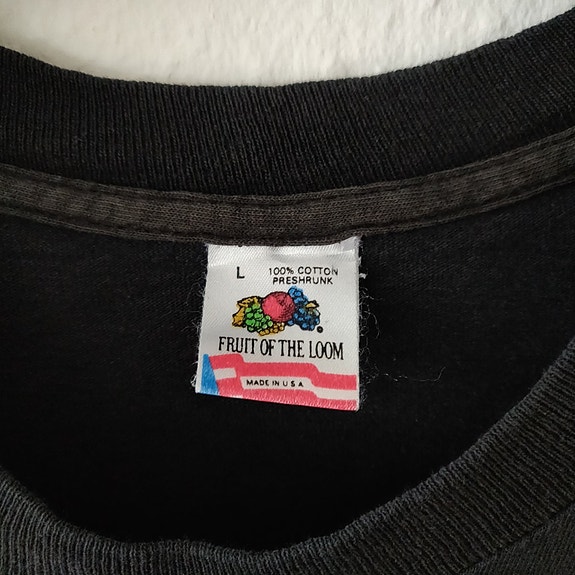 L 100% COTTON
PRESHRUNK
®
FRUIT OF THE LOOM
MADE IN U S A